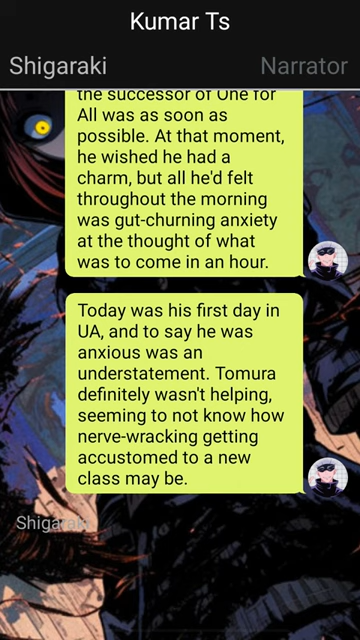 Kumar Ts
Shigaraki
Narrator
the successor of One for
All was as soon as
possible. At that moment,
he wished he had a
charm, but all he'd felt
throughout the morning
was gut-churning anxiety
at the thought of what
was to come in an hour.
Today was his first day in
UA, and to say he was
anxious was an
understatement. Tomura
definitely wasn't helping,
seeming to not know how
nerve-wracking getting
accustomed to a new
class may be.
Shigaraki